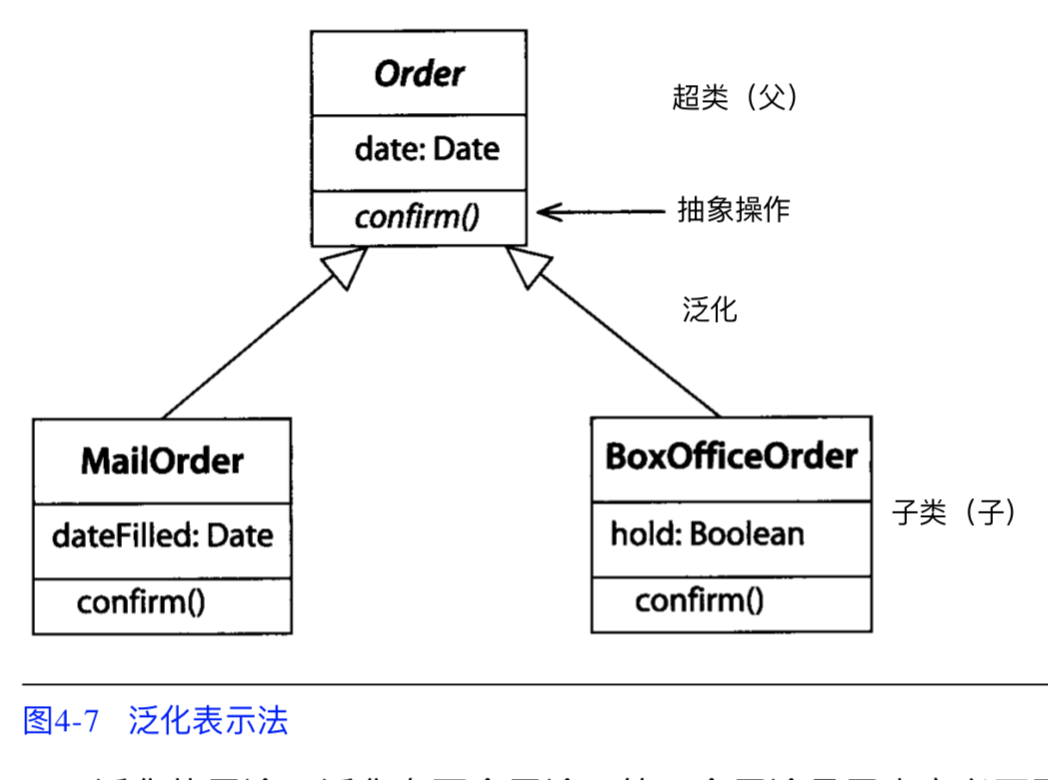 Order
超类（父）
date: Date
confirm()
抽象操作
泛化
MailOrder
BoxOfficeOrder
dateFilled: Date
hold: Boolean
子类（子）
confirm()
confirm()
图4-7 泛化表示法